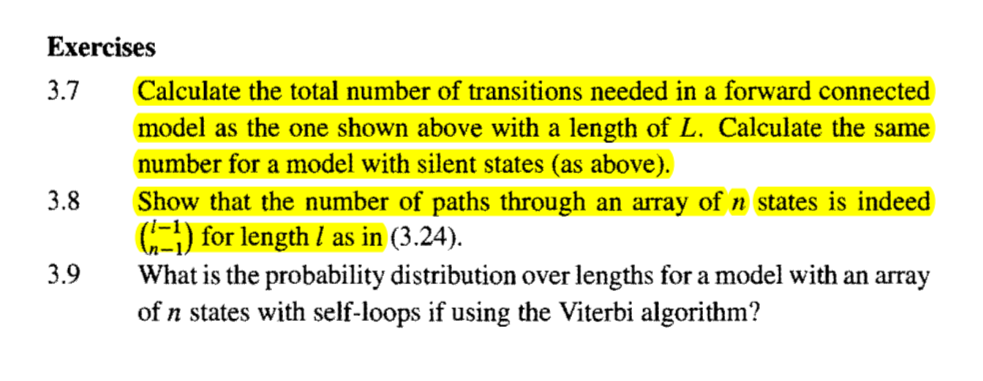 Exercises
3.7 Calculate the total number of transitions needed in a forward connected
model as the one shown above with a length of L. Calculate the same
number for a model with silent states (as above).
3.8 Show that the number of paths through an array of n states is indeed
(l−1 n−1) for length l as in (3.24).
3.9 What is the probability distribution over lengths for a model with an array
of n states with self-loops if using the Viterbi algorithm?